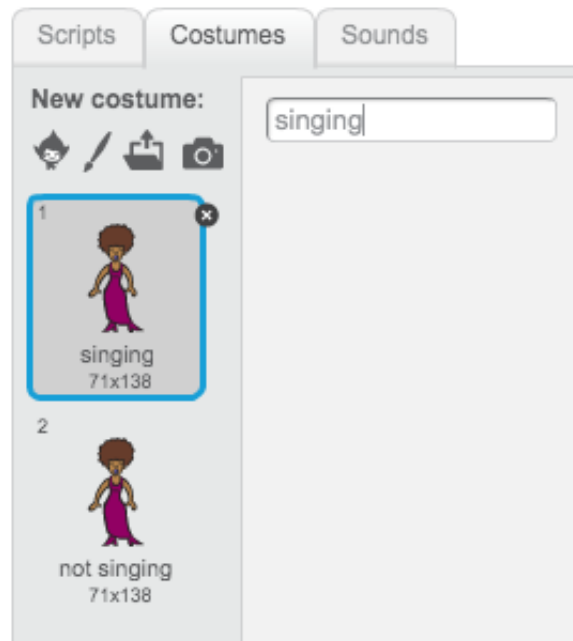 Scripts Costumes Sounds
New costume:
singing
1
singing
71x138
2
not singing
71x138